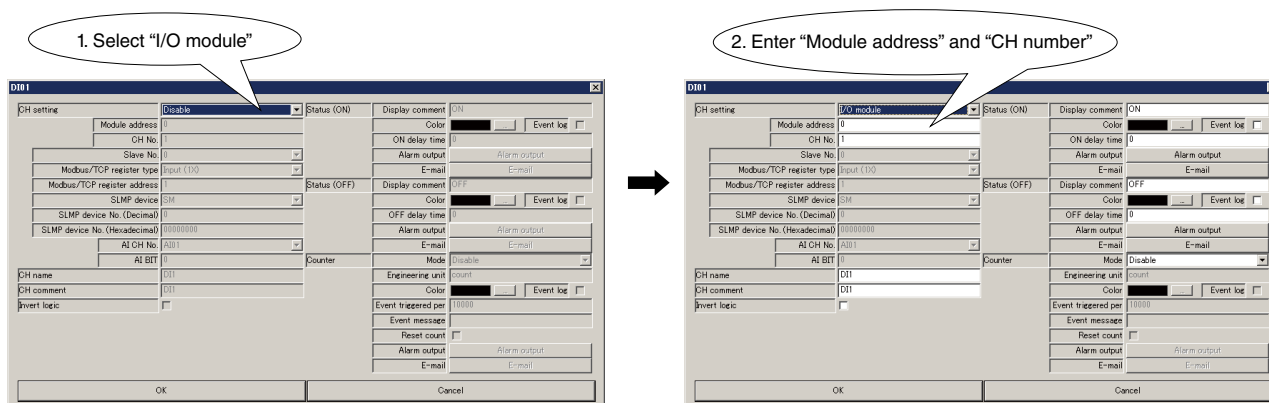 1. Select “I/O module”
DI01
CH setting Disable Status (ON) Display comment ON
Module address 0 Color ... Event log
CH No. 1 ON delay time 0
Slave No. 0 Alarm output Alarm output
Modbus/TCP register type Input (1X) E-mail E-mail
Modbus/TCP register address 1 Status (OFF) Display comment OFF
SLMP device SM Color ... Event log
SLMP device No. (Decimal) 0 OFF delay time 0
SLMP device No. (Hexadecimal) 00000000 Alarm output Alarm output
AI CH No. AI01 E-mail E-mail
AI BIT 0 Counter Mode Disable
CH name DI1 Engineering unit count
CH comment DI1 Color ... Event log
Invert logic Event triggered per 10000
Event message
Reset count
Alarm output Alarm output
E-mail E-mail
OK Cancel
2. Enter “Module address” and “CH number”
DI01
CH setting I/O module Status (ON) Display comment ON
Module address 0 Color ... Event log
CH No. 1 ON delay time 0
Slave No. 0 Alarm output Alarm output
Modbus/TCP register type Input (1X) E-mail E-mail
Modbus/TCP register address 1 Status (OFF) Display comment OFF
SLMP device SM Color ... Event log
SLMP device No. (Decimal) 0 OFF delay time 0
SLMP device No. (Hexadecimal) 00000000 Alarm output Alarm output
AI CH No. AI01 E-mail E-mail
AI BIT 0 Counter Mode Disable
CH name DI1 Engineering unit count
CH comment DI1 Color ... Event log
Invert logic Event triggered per 10000
Event message
Reset count
Alarm output Alarm output
E-mail E-mail
OK Cancel